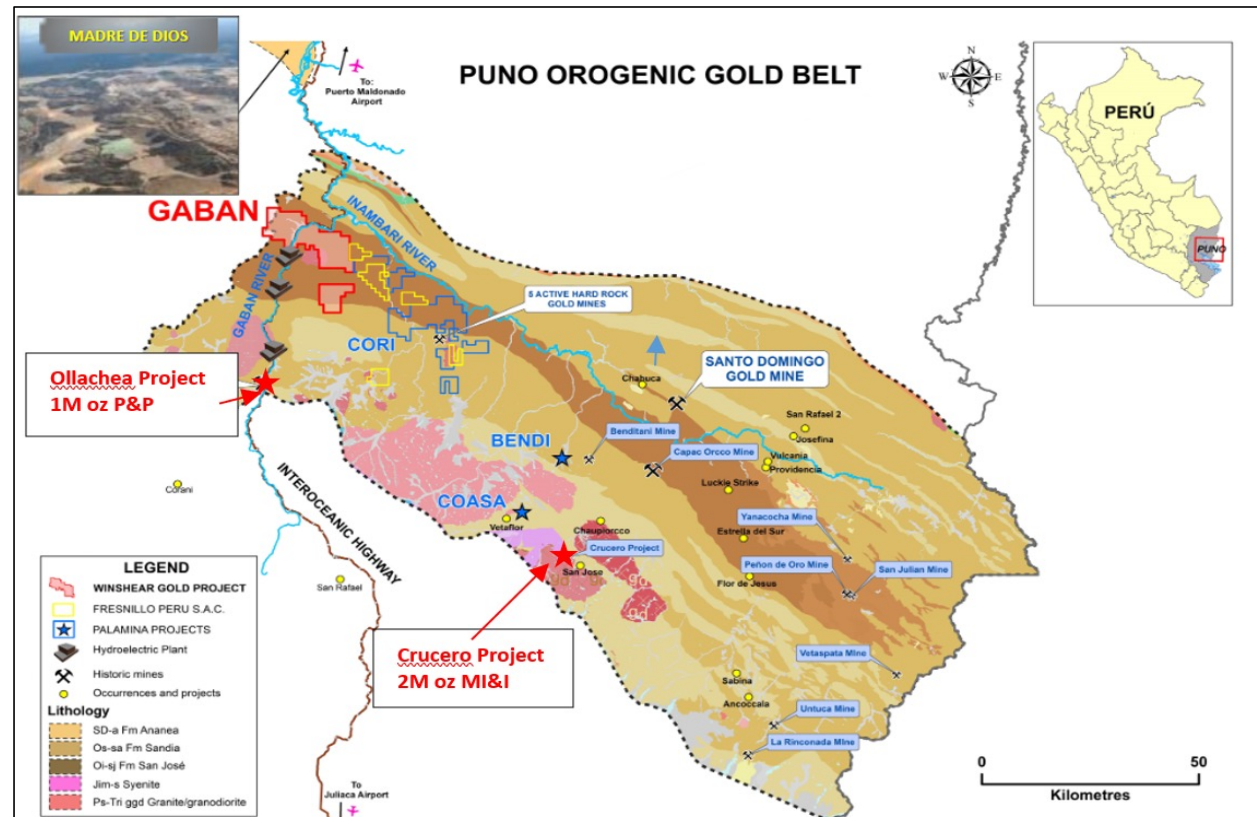 MADRE DE DIOS
To:
Puerto Maldonado
Airport
PUNO OROGENIC GOLD BELT
N
W
E
S
PERÚ
PUNO
GABAN
INAMBARI RIVER
GABAN RIVER
5 ACTIVE HARD ROCK
GOLD MINES
CORI
Ollachea Project
1M oz P&P
Chabuca
SANTO DOMINGO
GOLD MINE
San Rafael 2
Josefina
BENDI
Benditani Mine
Capac Orcco Mine
Vulcania
Providencia
Luckie Strike
Corani
COASA
Vetaflor
Chaupiorcco
Yanacocha Mine
Estrella del Sur
Crucero Project
San Jose
Peñon de Oro Mine
San Julian Mine
Flor de Jesus
INTEROCEANIC HIGHWAY
San Rafael
gd
gd
Crucero Project
2M oz MI&I
Vetaspata MIne
Sabina
Ancoccala
Untuca Mine
La Rinconada MIne
To
Juliaca Airport
LEGEND
WINSHEAR GOLD PROJECT
FRESNILLO PERU S.A.C.
PALAMINA PROJECTS
Hydroelectric Plant
Historic mines
Occurrences and projects
Lithology
SD-a Fm Ananea
Os-sa Fm Sandia
Oi-sj Fm San José
Jim-s Syenite
Ps-Tri ggd Granite/granodiorite
0
50
Kilometres